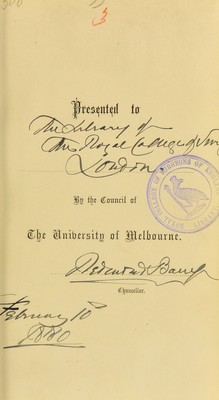 Presented to
The Library of
The Royal College of
London
By the Council of
The University of Melbourne.
Redmond Barry
Chancellor.
February 10
1880